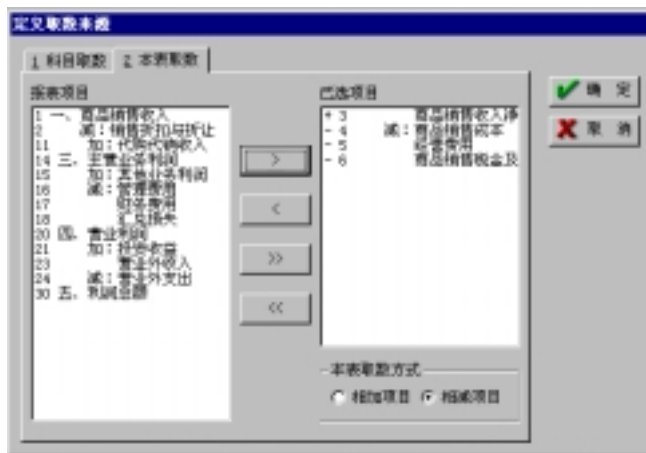 定义取数来源
1 科目取数 2 本表取数
报表项目
1 一、商品销售收入
2 减：销售折扣与折让
11 加：代购代销收入
14 三、主营业务利润
15 加：其他业务利润
16 减：管理费用
17 财务费用
18 汇兑损失
20 四、营业利润
21 加：投资收益
23 营业外收入
24 减：营业外支出
30 五、利润总额
>
<
>>
<<
已选项目
+ 3 商品销售收入净
- 4 减：商品销售成本
- 5 经营费用
- 6 商品销售税金及
本表取数方式
相加项目 相减项目
确 定
取 消